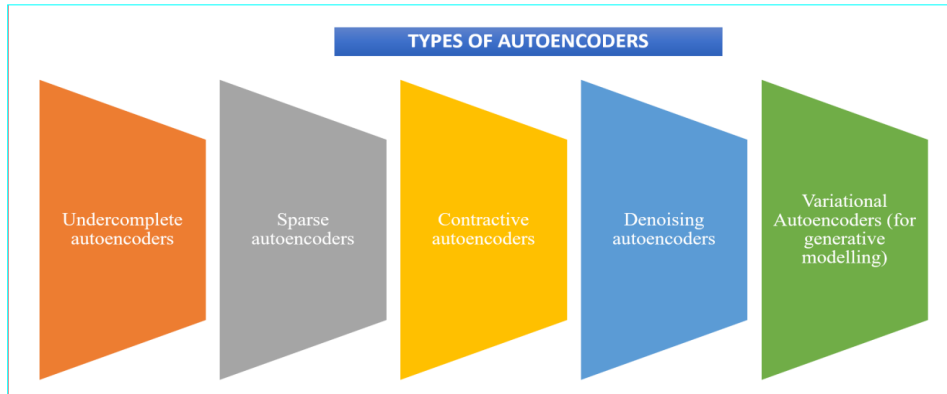 TYPES OF AUTOENCODERS
Undercomplete
autoencoders
Sparse
autoencoders
Contractive
autoencoders
Denoising
autoencoders
Variational
Autoencoders (for
generative
modelling)